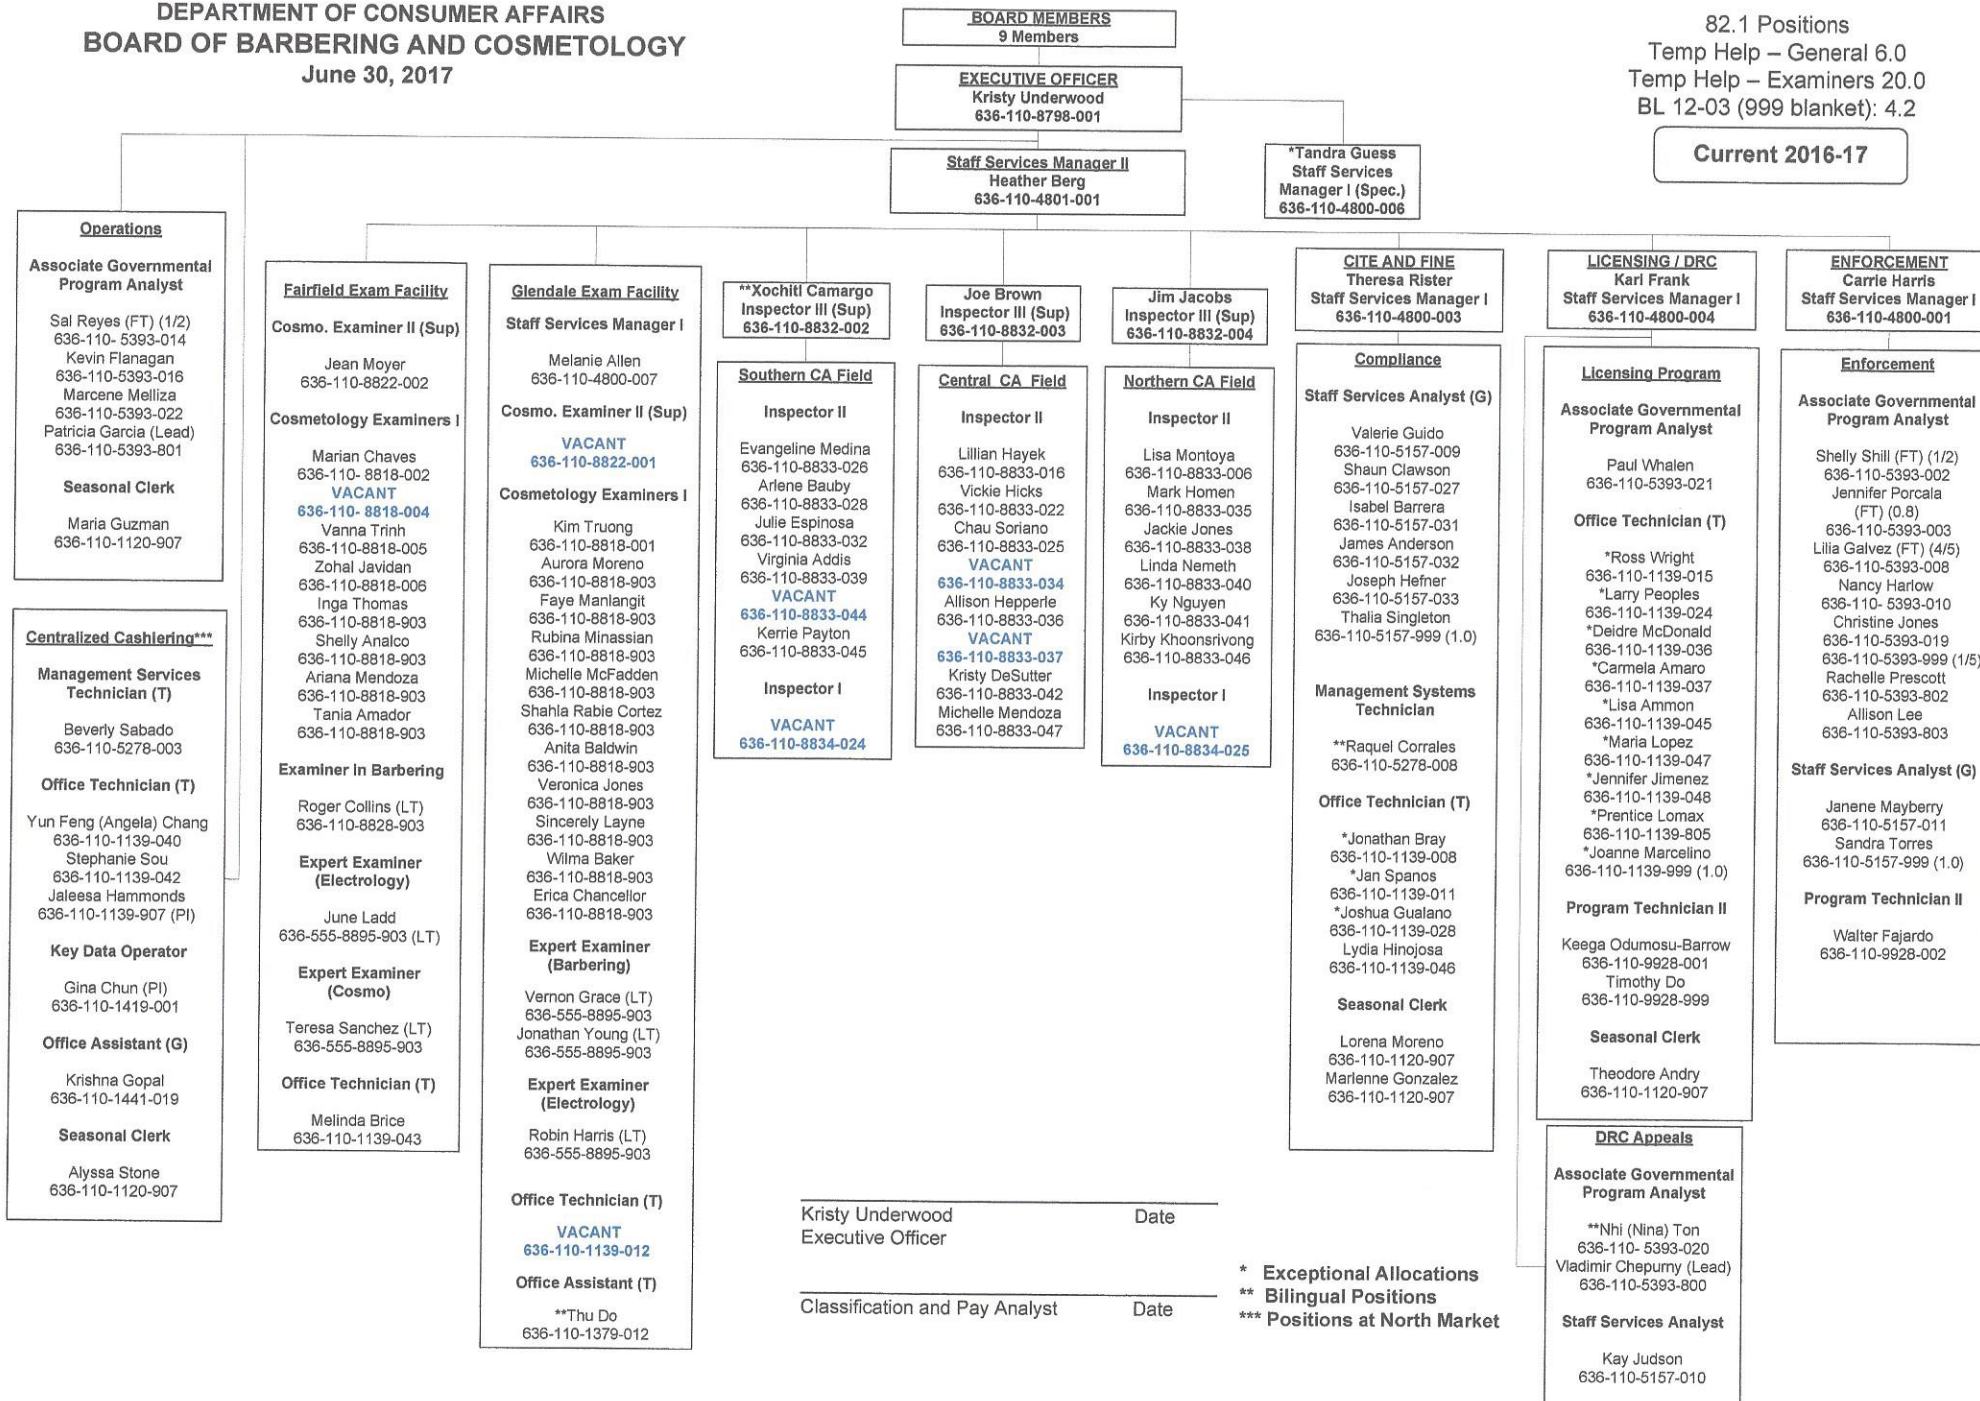 DEPARTMENT OF CONSUMER AFFAIRS
BOARD OF BARBERING AND COSMETOLOGY
June 30, 2017
BOARD MEMBERS
9 Members
EXECUTIVE OFFICER
Kristy Underwood
636-110-8798-001
Staff Services Manager II
Heather Berg
636-110-4801-001
*Tandra Guess
Staff Services
Manager I (Spec.)
636-110-4800-006
82.1 Positions
Temp Help – General 6.0
Temp Help – Examiners 20.0
BL 12-03 (999 blanket): 4.2
Current 2016-17
Operations
Associate Governmental
Program Analyst
Sal Reyes (FT) (1/2)
636-110- 5393-014
Kevin Flanagan
636-110-5393-016
Marcene Melliza
636-110-5393-022
Patricia Garcia (Lead)
636-110-5393-801
Seasonal Clerk
Maria Guzman
636-110-1120-907
Centralized Cashiering***
Management Services
Technician (T)
Beverly Sabado
636-110-5278-003
Office Technician (T)
Yun Feng (Angela) Chang
636-110-1139-040
Stephanie Sou
636-110-1139-042
Jaleesa Hammonds
636-110-1139-907 (PI)
Key Data Operator
Gina Chun (PI)
636-110-1419-001
Office Assistant (G)
Krishna Gopal
636-110-1441-019
Seasonal Clerk
Alyssa Stone
636-110-1120-907
Fairfield Exam Facility
Cosmo. Examiner II (Sup)
Jean Moyer
636-110-8822-002
Cosmetology Examiners I
Marian Chaves
636-110- 8818-002
VACANT
636-110- 8818-004
Vanna Trinh
636-110-8818-005
Zohal Javidan
636-110-8818-006
Inga Thomas
636-110-8818-903
Shelly Analco
636-110-8818-903
Ariana Mendoza
636-110-8818-903
Tania Amador
636-110-8818-903
Examiner in Barbering
Roger Collins (LT)
636-110-8828-903
Expert Examiner
(Electrology)
June Ladd
636-555-8895-903 (LT)
Expert Examiner
(Cosmo)
Teresa Sanchez (LT)
636-555-8895-903
Office Technician (T)
Melinda Brice
636-110-1139-043
Glendale Exam Facility
Staff Services Manager I
Melanie Allen
636-110-4800-007
Cosmo. Examiner II (Sup)
VACANT
636-110-8822-001
Cosmetology Examiners I
Kim Truong
636-110-8818-001
Aurora Moreno
636-110-8818-903
Faye Manlangit
636-110-8818-903
Rubina Minassian
636-110-8818-903
Michelle McFadden
636-110-8818-903
Shahla Rabie Cortez
636-110-8818-903
Anita Baldwin
636-110-8818-903
Veronica Jones
636-110-8818-903
Sincerely Layne
636-110-8818-903
Wilma Baker
636-110-8818-903
Erica Chancellor
636-110-8818-903
Expert Examiner
(Barbering)
Vernon Grace (LT)
636-555-8895-903
Jonathan Young (LT)
636-555-8895-903
Expert Examiner
(Electrology)
Robin Harris (LT)
636-555-8895-903
Office Technician (T)
VACANT
636-110-1139-012
Office Assistant (T)
**Thu Do
636-110-1379-012
**Xochitl Camargo
Inspector III (Sup)
636-110-8832-002
Southern CA Field
Inspector II
Evangeline Medina
636-110-8833-026
Arlene Bauby
636-110-8833-028
Julie Espinosa
636-110-8833-032
Virginia Addis
636-110-8833-039
VACANT
636-110-8833-044
Kerrie Payton
636-110-8833-045
Inspector I
VACANT
636-110-8834-024
Joe Brown
Inspector III (Sup)
636-110-8832-003
Central CA Field
Inspector II
Lillian Hayek
636-110-8833-016
Vickie Hicks
636-110-8833-022
Chau Soriano
636-110-8833-025
VACANT
636-110-8833-034
Allison Hepperle
636-110-8833-036
VACANT
636-110-8833-037
Kristy DeSutter
636-110-8833-042
Michelle Mendoza
636-110-8833-047
Jim Jacobs
Inspector III (Sup)
636-110-8832-004
Northern CA Field
Inspector II
Lisa Montoya
636-110-8833-006
Mark Homen
636-110-8833-035
Jackie Jones
636-110-8833-038
Linda Nemeth
636-110-8833-040
Ky Nguyen
636-110-8833-041
Kirby Khoonsrivong
636-110-8833-046
Inspector I
VACANT
636-110-8834-025
CITE AND FINE
Theresa Rister
Staff Services Manager I
636-110-4800-003
Compliance
Staff Services Analyst (G)
Valerie Guido
636-110-5157-009
Shaun Clawson
636-110-5157-027
Isabel Barrera
636-110-5157-031
James Anderson
636-110-5157-032
Joseph Hefner
636-110-5157-033
Thalia Singleton
636-110-5157-999 (1.0)
Management Systems
Technician
**Raquel Corrales
636-110-5278-008
Office Technician (T)
*Jonathan Bray
636-110-1139-008
*Jan Spanos
636-110-1139-011
*Joshua Gualano
636-110-1139-028
Lydia Hinojosa
636-110-1139-046
Seasonal Clerk
Lorena Moreno
636-110-1120-907
Marlenne Gonzalez
636-110-1120-907
LICENSING / DRC
Karl Frank
Staff Services Manager I
636-110-4800-004
Licensing Program
Associate Governmental
Program Analyst
Paul Whalen
636-110-5393-021
Office Technician (T)
*Ross Wright
636-110-1139-015
*Larry Peoples
636-110-1139-024
*Deidre McDonald
636-110-1139-036
*Carmela Amaro
636-110-1139-037
*Lisa Ammon
636-110-1139-045
*Maria Lopez
636-110-1139-047
*Jennifer Jimenez
636-110-1139-048
*Prentice Lomax
636-110-1139-805
*Joanne Marcelino
636-110-1139-999 (1.0)
Program Technician II
Keega Odumosu-Barrow
636-110-9928-001
Timothy Do
636-110-9928-999
Seasonal Clerk
Theodore Andry
636-110-1120-907
DRC Appeals
Associate Governmental
Program Analyst
**Nhi (Nina) Ton
636-110- 5393-020
Vladimir Chepurny (Lead)
636-110-5393-800
Staff Services Analyst
Kay Judson
636-110-5157-010
ENFORCEMENT
Carrie Harris
Staff Services Manager I
636-110-4800-001
Enforcement
Associate Governmental
Program Analyst
Shelly Shill (FT) (1/2)
636-110-5393-002
Jennifer Porcala
(FT) (0.8)
636-110-5393-003
Lilia Galvez (FT) (4/5)
636-110-5393-008
Nancy Harlow
636-110- 5393-010
Christine Jones
636-110-5393-019
636-110-5393-999 (1/5)
Rachelle Prescott
636-110-5393-802
Allison Lee
636-110-5393-803
Staff Services Analyst (G)
Janene Mayberry
636-110-5157-011
Sandra Torres
636-110-5157-999 (1.0)
Program Technician II
Walter Fajardo
636-110-9928-002
Kristy Underwood Date
Executive Officer
Classification and Pay Analyst Date
* Exceptional Allocations
** Bilingual Positions
*** Positions at North Market